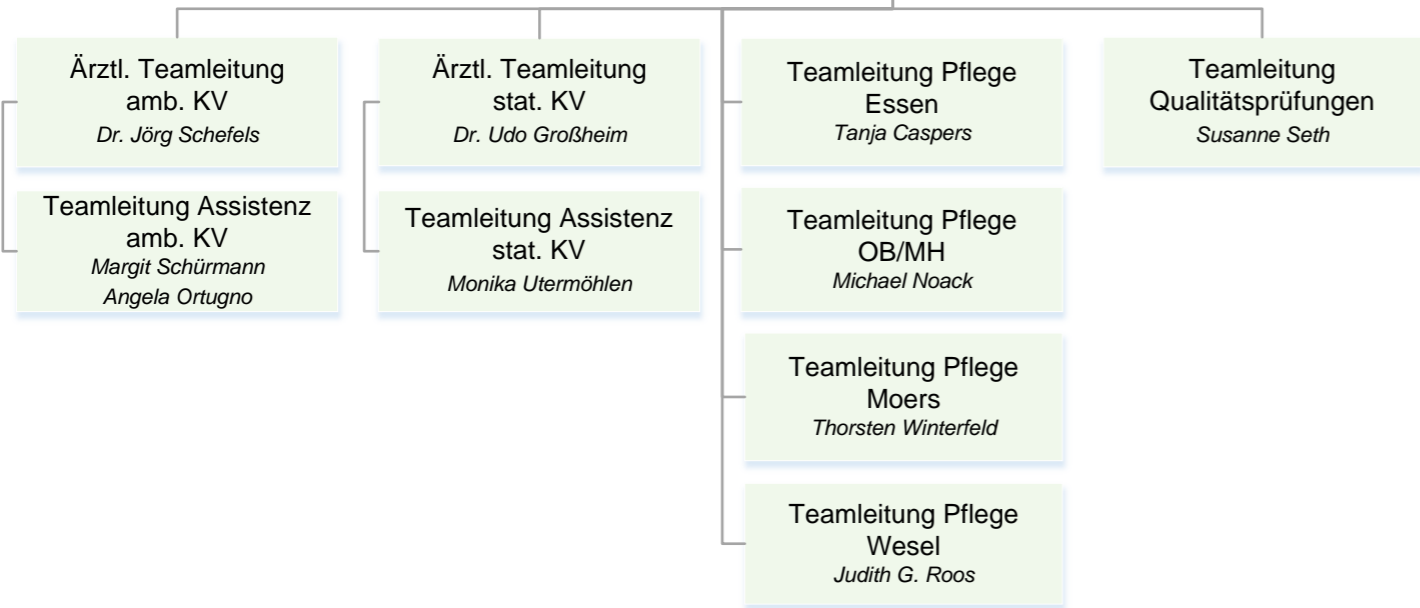 Ärztl. Teamleitung
amb. KV
Dr. Jörg Schefels
Teamleitung Assistenz
amb. KV
Margit Schürmann
Angela Ortugno
Ärztl. Teamleitung
stat. KV
Dr. Udo Großheim
Teamleitung Assistenz
stat. KV
Monika Utermöhlen
Teamleitung Pflege
Essen
Tanja Caspers
Teamleitung Pflege
OB/MH
Michael Noack
Teamleitung Pflege
Moers
Thorsten Winterfeld
Teamleitung Pflege
Wesel
Judith G. Roos
Teamleitung
Qualitätsprüfungen
Susanne Seth